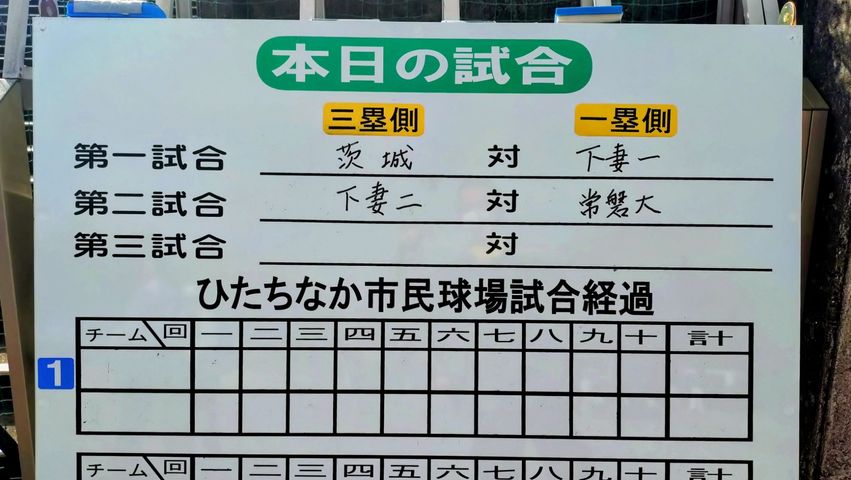 本日の試合
三塁側 一塁側
第一試合 茨城 対 下妻一
第二試合 下妻二 対 常磐大
第三試合 対
ひたちなか市民球場試合経過
チーム 回 一 二 三 四 五 六 七 八 九 十 計
1
チーム 回 一 二 三 四 五 六 七 八 九 十 計